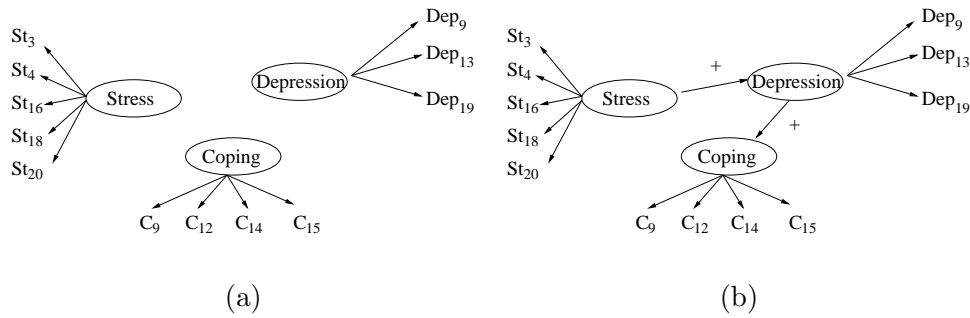 St3
St4
St16
St18
St20
Stress
Depression
Dep9
Dep13
Dep19
Coping
C9 C12 C14 C15
(a)
St3
St4
St16
St18
St20
Stress
+
Depression
Dep9
Dep13
Dep19
+
Coping
C9 C12 C14 C15
(b)